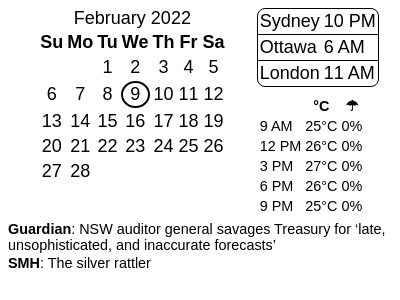 February 2022
Su Mo Tu We Th Fr Sa
1 2 3 4 5
6 7 8 9 10 11 12
13 14 15 16 17 18 19
20 21 22 23 24 25 26
27 28
Sydney 10 PM
Ottawa 6 AM
London 11 AM
°C ☂
9 AM 25°C 0%
12 PM 26°C 0%
3 PM 27°C 0%
6 PM 26°C 0%
9 PM 25°C 0%
Guardian: NSW auditor general savages Treasury for ‘late,
unsophisticated, and inaccurate forecasts’
SMH: The silver rattler